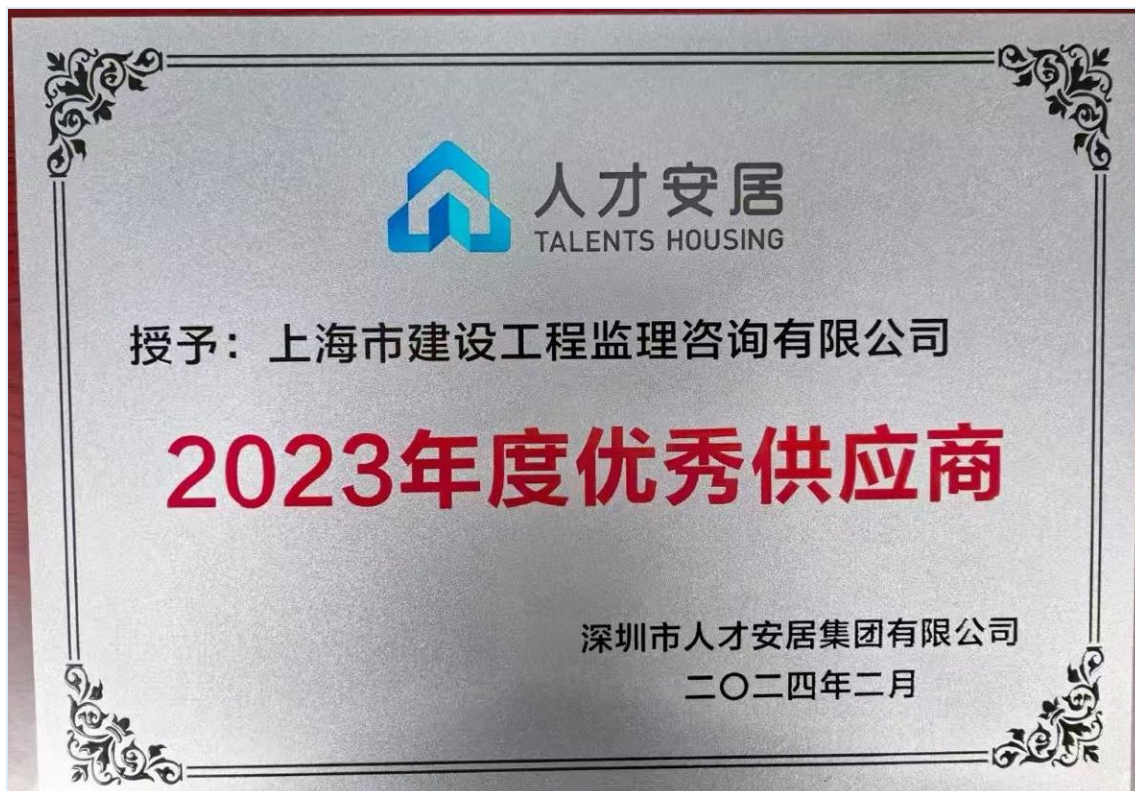 人才安居
TALENTS HOUSING
授予：上海市建设工程监理咨询有限公司
2023年度优秀供应商
深圳市人才安居集团有限公司
二〇二四年二月